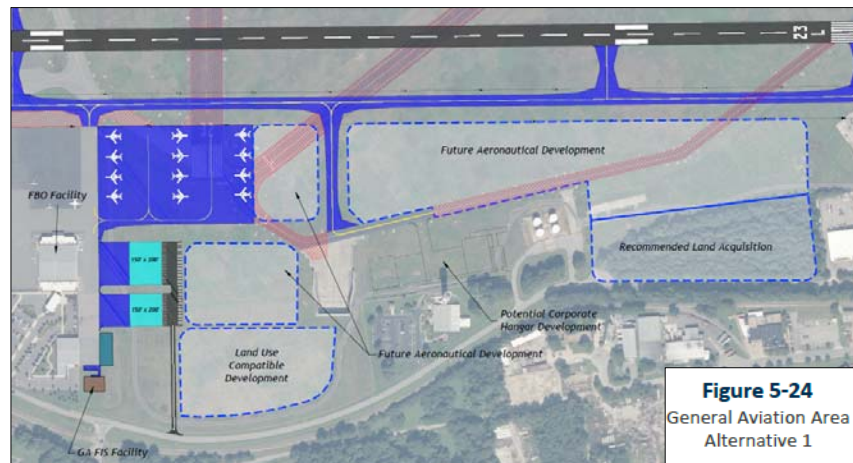 23
L
Future Aeronautical Development
FBO Facility
150' x 200'
150' x 200'
Recommended Land Acquisition
Potential Corporate
Hangar Development
Land Use
Compatible
Development
Future Aeronautical Development
GA FIS Facility
Figure 5-24
General Aviation Area
Alternative 1